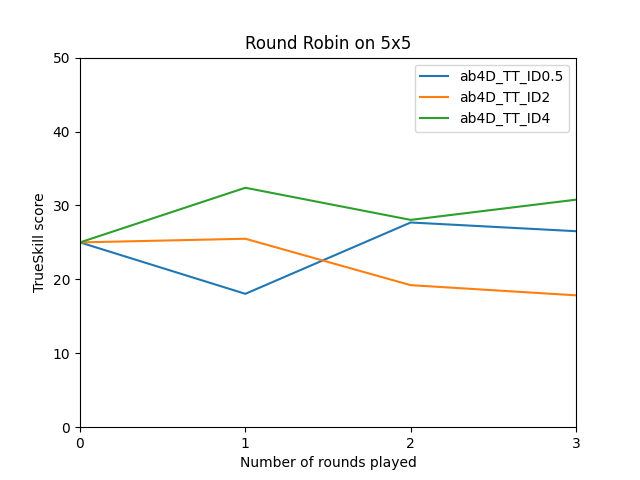 Round Robin on 5x5
50
40
30
20
10
0
TrueSkill score
ab4D_TT_ID0.5
ab4D_TT_ID2
ab4D_TT_ID4
0 1 2 3
Number of rounds played